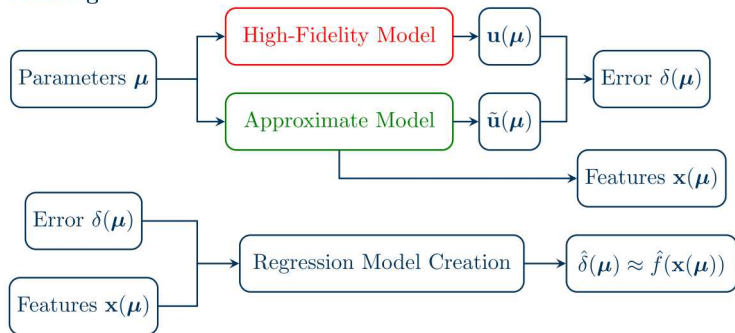 High-Fidelity Model
u(μ)
Parameters μ
Error δ(μ)
Approximate Model
ũ(μ)
Features x(μ)
Error δ(μ)
Regression Model Creation
δ̂(μ) ≈ f̂(x(μ))
Features x(μ)